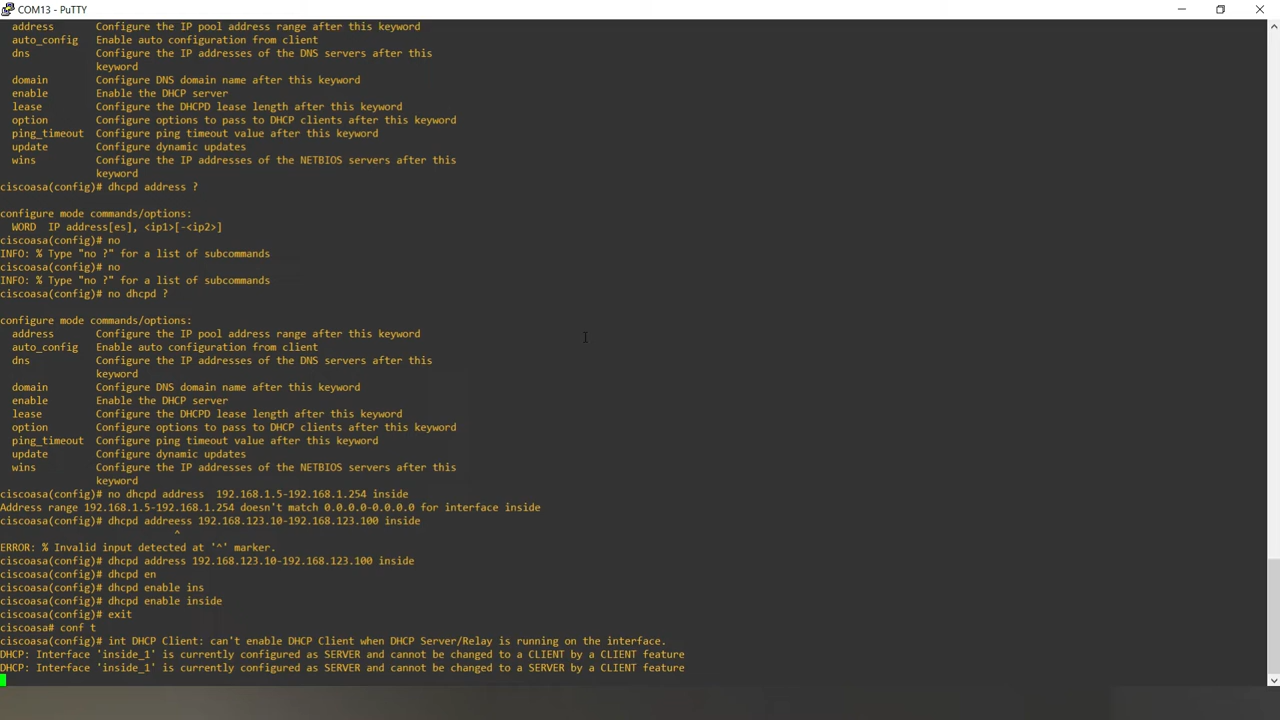 COM13 - PuTTY
address       Configure the IP pool address range after this keyword
auto_config   Enable auto configuration from client
dns           Configure the IP addresses of the DNS servers after this
keyword
domain        Configure DNS domain name after this keyword
enable        Enable the DHCP server
lease         Configure the DHCPD lease length after this keyword
option        Configure options to pass to DHCP clients after this keyword
ping_timeout  Configure ping timeout value after this keyword
update        Configure dynamic updates
wins          Configure the IP addresses of the NETBIOS servers after this
keyword
ciscoasa(config)# dhcpd address ?
configure mode commands/options:
WORD  IP address[es], <ip1>[-<ip2>]
ciscoasa(config)# no
INFO: % Type "no ?" for a list of subcommands
ciscoasa(config)# no
INFO: % Type "no ?" for a list of subcommands
ciscoasa(config)# no dhcpd ?
configure mode commands/options:
address       Configure the IP pool address range after this keyword
auto_config   Enable auto configuration from client
dns           Configure the IP addresses of the DNS servers after this
keyword
domain        Configure DNS domain name after this keyword
enable        Enable the DHCP server
lease         Configure the DHCPD lease length after this keyword
option        Configure options to pass to DHCP clients after this keyword
ping_timeout  Configure ping timeout value after this keyword
update        Configure dynamic updates
wins          Configure the IP addresses of the NETBIOS servers after this
keyword
ciscoasa(config)# no dhcpd address  192.168.1.5-192.168.1.254 inside
Address range 192.168.1.5-192.168.1.254 doesn't match 0.0.0.0-0.0.0.0 for interface inside
ciscoasa(config)# dhcpd addreess 192.168.123.10-192.168.123.100 inside
^
ERROR: % Invalid input detected at '^' marker.
ciscoasa(config)# dhcpd address 192.168.123.10-192.168.123.100 inside
ciscoasa(config)# dhcpd en
ciscoasa(config)# dhcpd enable ins
ciscoasa(config)# dhcpd enable inside
ciscoasa(config)# exit
ciscoasa# conf t
ciscoasa(config)# int DHCP Client: can't enable DHCP Client when DHCP Server/Relay is running on the interface.
DHCP: Interface 'inside_1' is currently configured as SERVER and cannot be changed to a CLIENT by a CLIENT feature
DHCP: Interface 'inside_1' is currently configured as SERVER and cannot be changed to a SERVER by a CLIENT feature